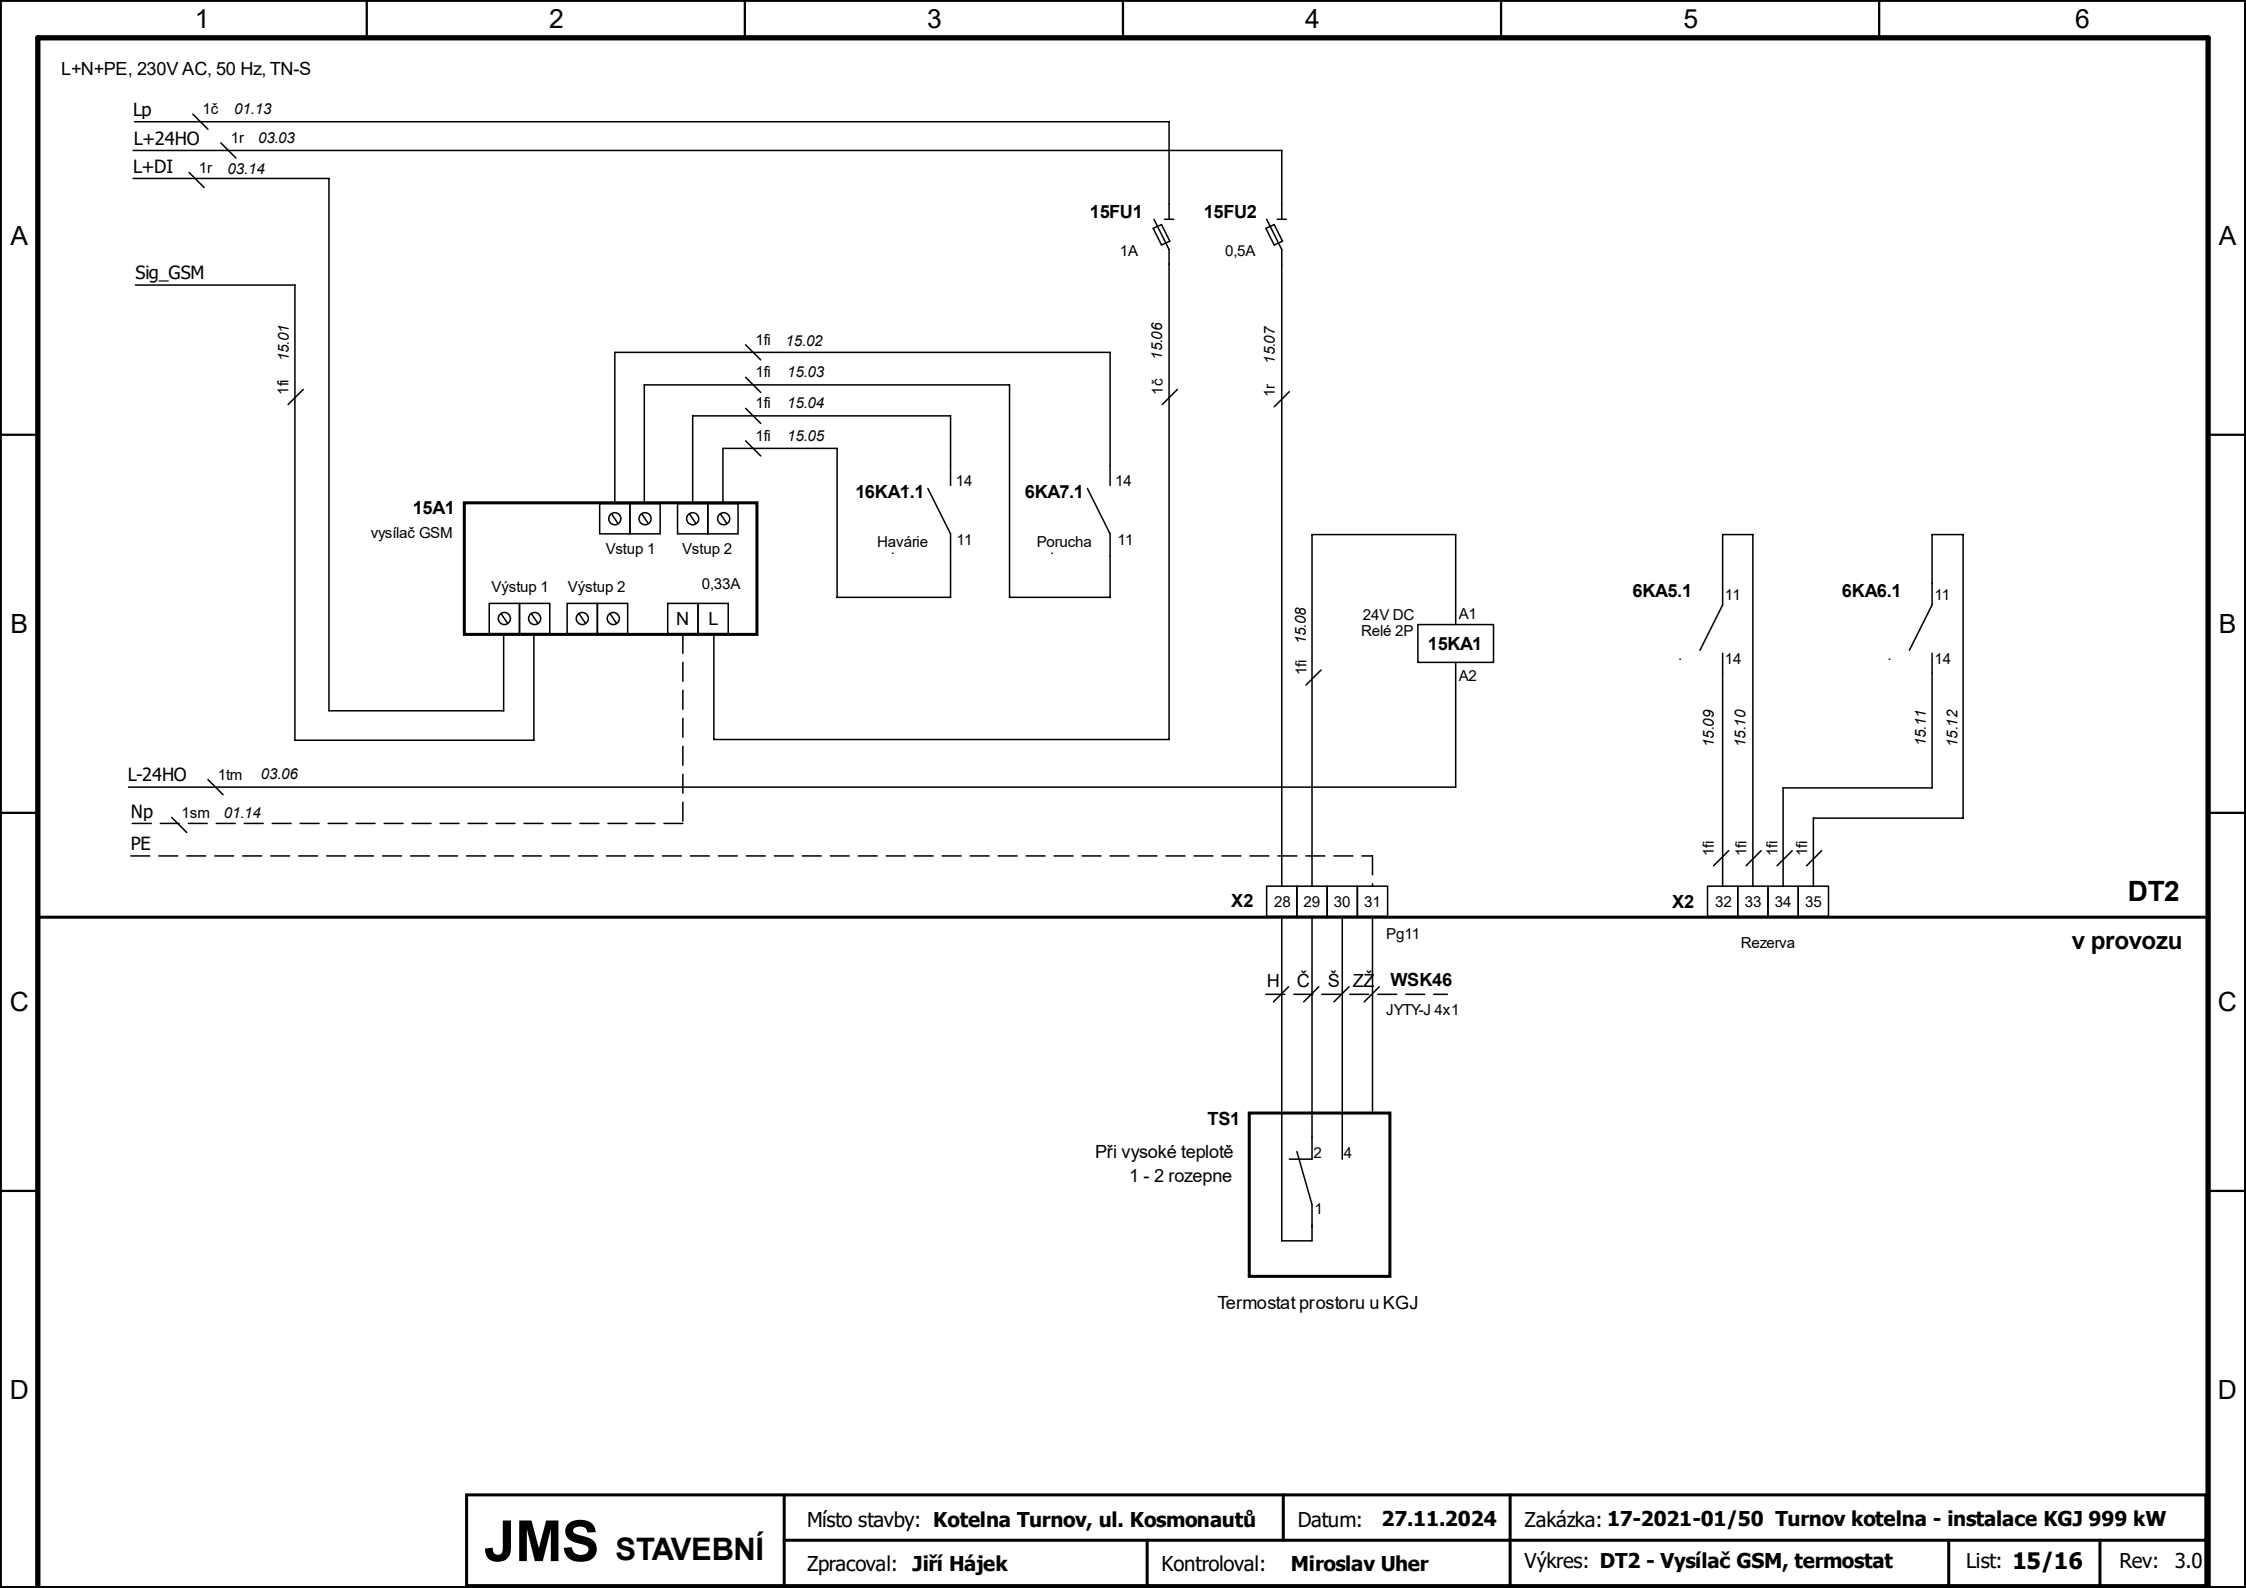 1 2 3 4 5 6
L+N+PE, 230V AC, 50 Hz, TN-S
Lp 1č 01.13
L+24HO 1r 03.03
L+DI 1r 03.14
15FU1 15FU2
A A
1A 0,5A
Sig_GSM
1fi 15.01
1fi 15.02
1fi 15.03
1fi 15.04
1fi 15.05
1č 15.06
1r 15.07
14 14
16KA1.1 6KA7.1
15A1
vysílač GSM
Havárie 11 Porucha 11
Vstup 1 Vstup 2
Výstup 1 Výstup 2 0,33A
N L
6KA5.1 11 6KA6.1 11
B B
1fi 15.08
24V DC A1
Relé 2P
15KA1
A2
14 14
15.09 15.10 15.11 15.12
L-24HO 1tm 03.06
Np 1sm 01.14
PE
1fi 1fi 1fi 1fi
X2 28 29 30 31 X2 32 33 34 35 DT2
Pg11 Rezerva v provozu
H Č Š ZŽ WSK46
C JYTY-J 4x1 C
TS1
Při vysoké teplotě 2 4
1 - 2 rozepne
1
Termostat prostoru u KGJ
D D
JMS STAVEBNÍ
Místo stavby: Kotelna Turnov, ul. Kosmonautů Datum: 27.11.2024 Zakázka: 17-2021-01/50 Turnov kotelna - instalace KGJ 999 kW
Zpracoval: Jiří Hájek Kontroloval: Miroslav Uher Výkres: DT2 - Vysílač GSM, termostat List: 15/16 Rev: 3.0